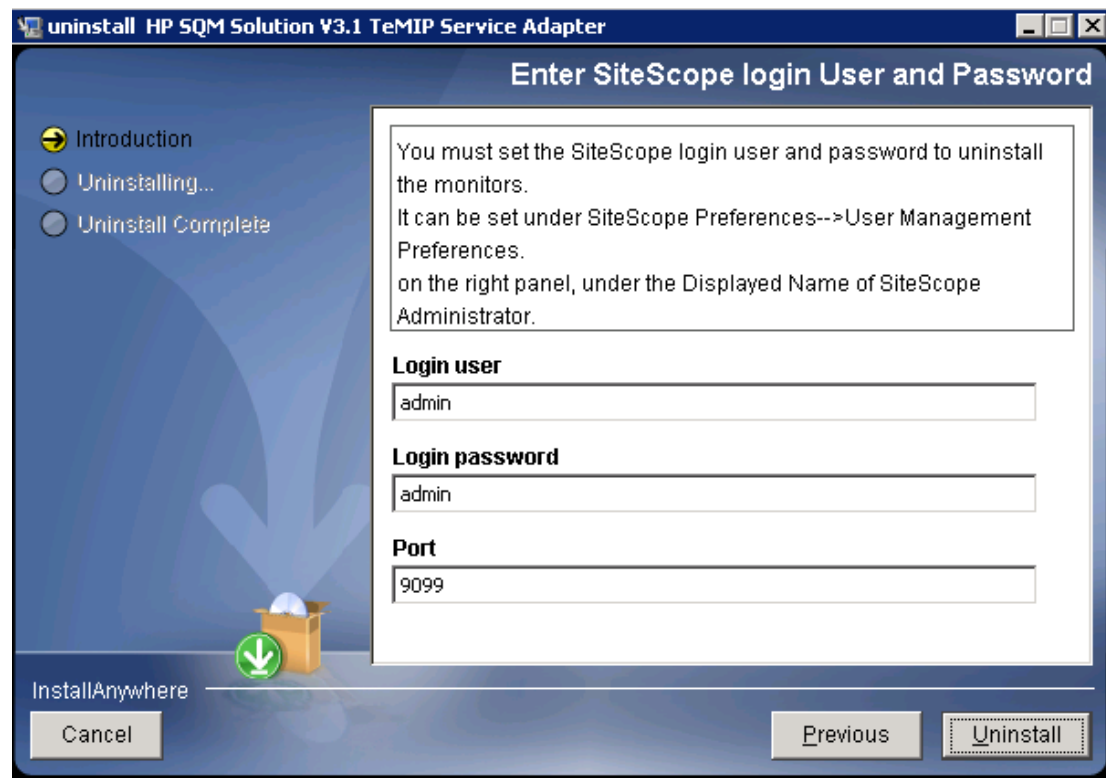 uninstall HP SQM Solution V3.1 TeMIP Service Adapter
Enter SiteScope login User and Password
Introduction
Uninstalling...
Uninstall Complete
You must set the SiteScope login user and password to uninstall
the monitors.
It can be set under SiteScope Preferences-->User Management
Preferences.
on the right panel, under the Displayed Name of SiteScope
Administrator.
Login user
admin
Login password
admin
Port
9099
InstallAnywhere
Cancel
Previous
Uninstall